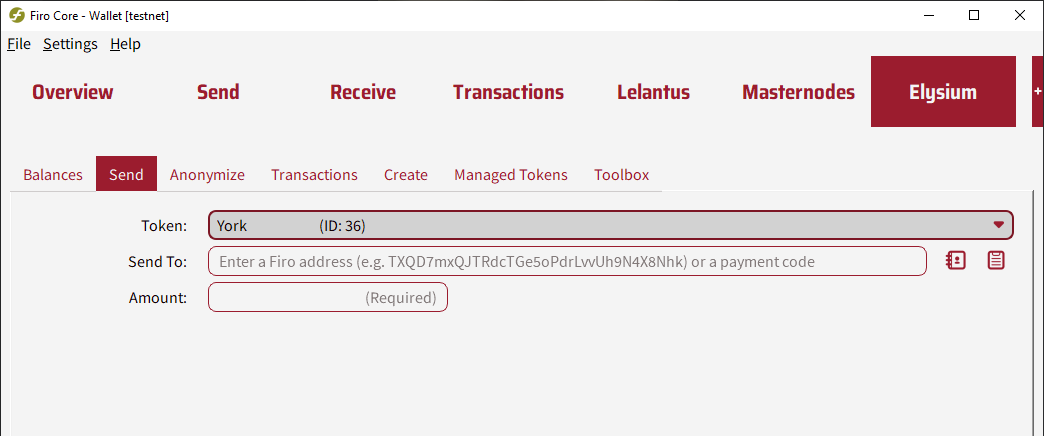 Firo Core - Wallet [testnet]
File Settings Help
Overview Send Receive Transactions Lelantus Masternodes Elysium +
Balances Send Anonymize Transactions Create Managed Tokens Toolbox
Token: York (ID: 36)
Send To: Enter a Firo address (e.g. TXQD7mxQJTRdcTGe5oPdrLvvUh9N4X8Nhk) or a payment code
Amount: (Required)